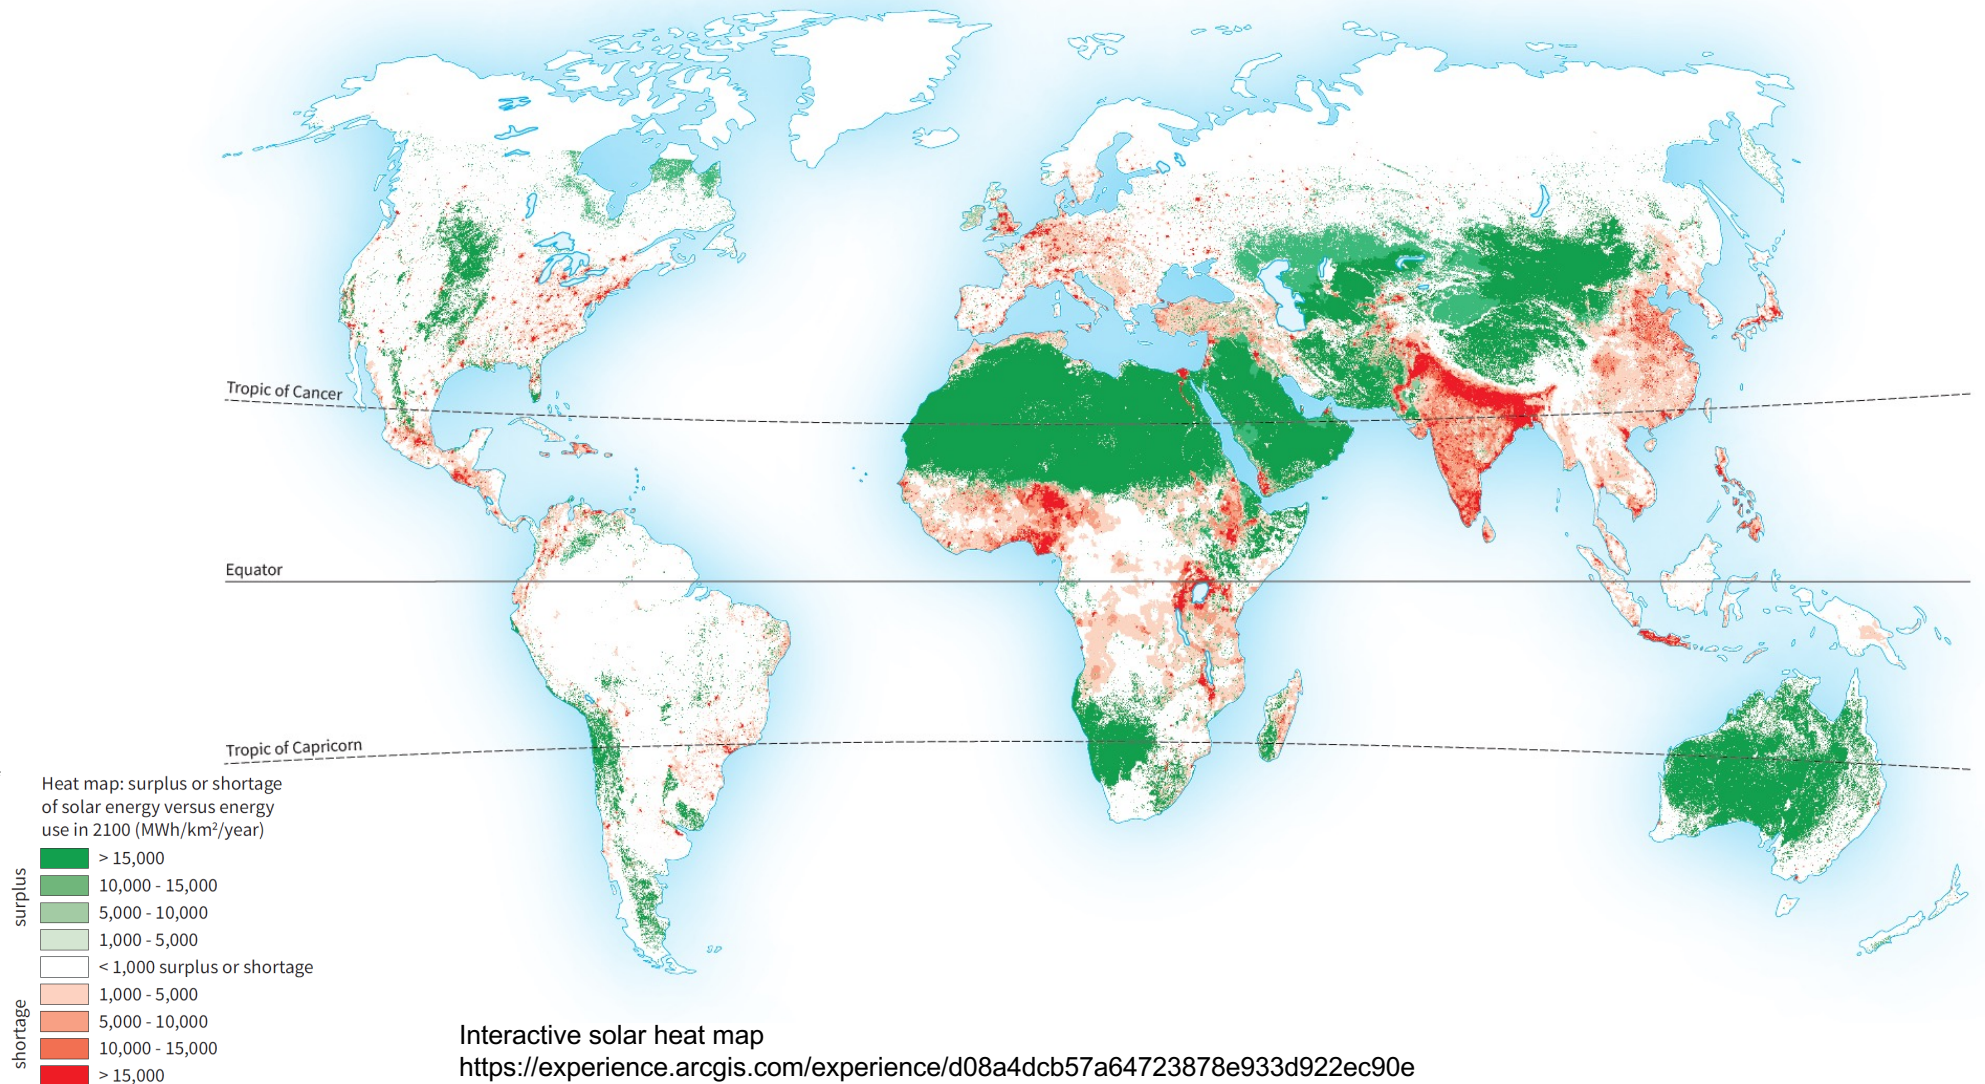 Tropic of Cancer
Equator
Tropic of Capricorn
Heat map: surplus or shortage
of solar energy versus energy
use in 2100 (MWh/km²/year)
surplus
> 15,000
10,000 - 15,000
5,000 - 10,000
1,000 - 5,000
< 1,000 surplus or shortage
shortage
1,000 - 5,000
5,000 - 10,000
10,000 - 15,000
> 15,000
Interactive solar heat map
https://experience.arcgis.com/experience/d08a4dcb57a64723878e933d922ec90e